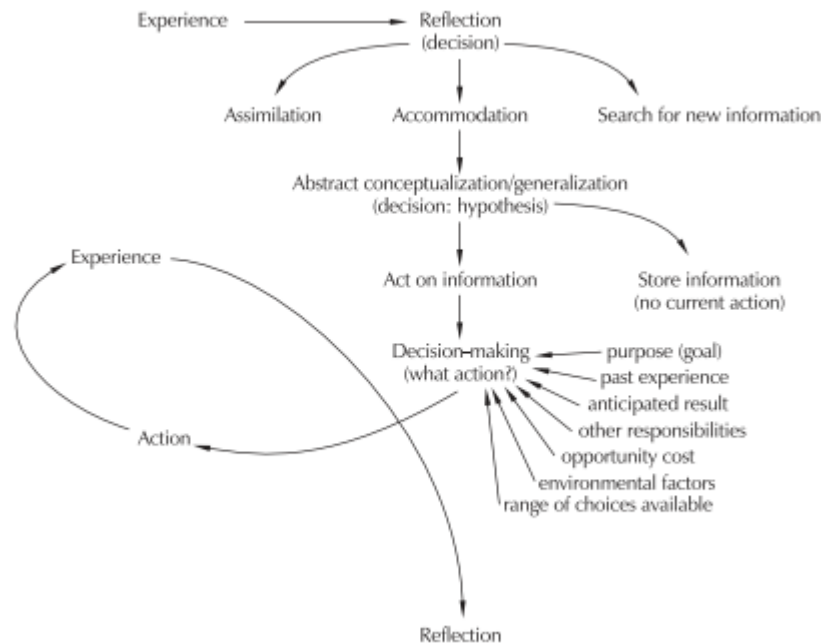 Experience
Reflection
(decision)
Assimilation
Accommodation
Search for new information
Abstract conceptualization/generalization
(decision: hypothesis)
Experience
Act on information
Store information
(no current action)
Decision–making
(what action?)
purpose (goal)
past experience
anticipated result
other responsibilities
opportunity cost
environmental factors
range of choices available
Action
Reflection